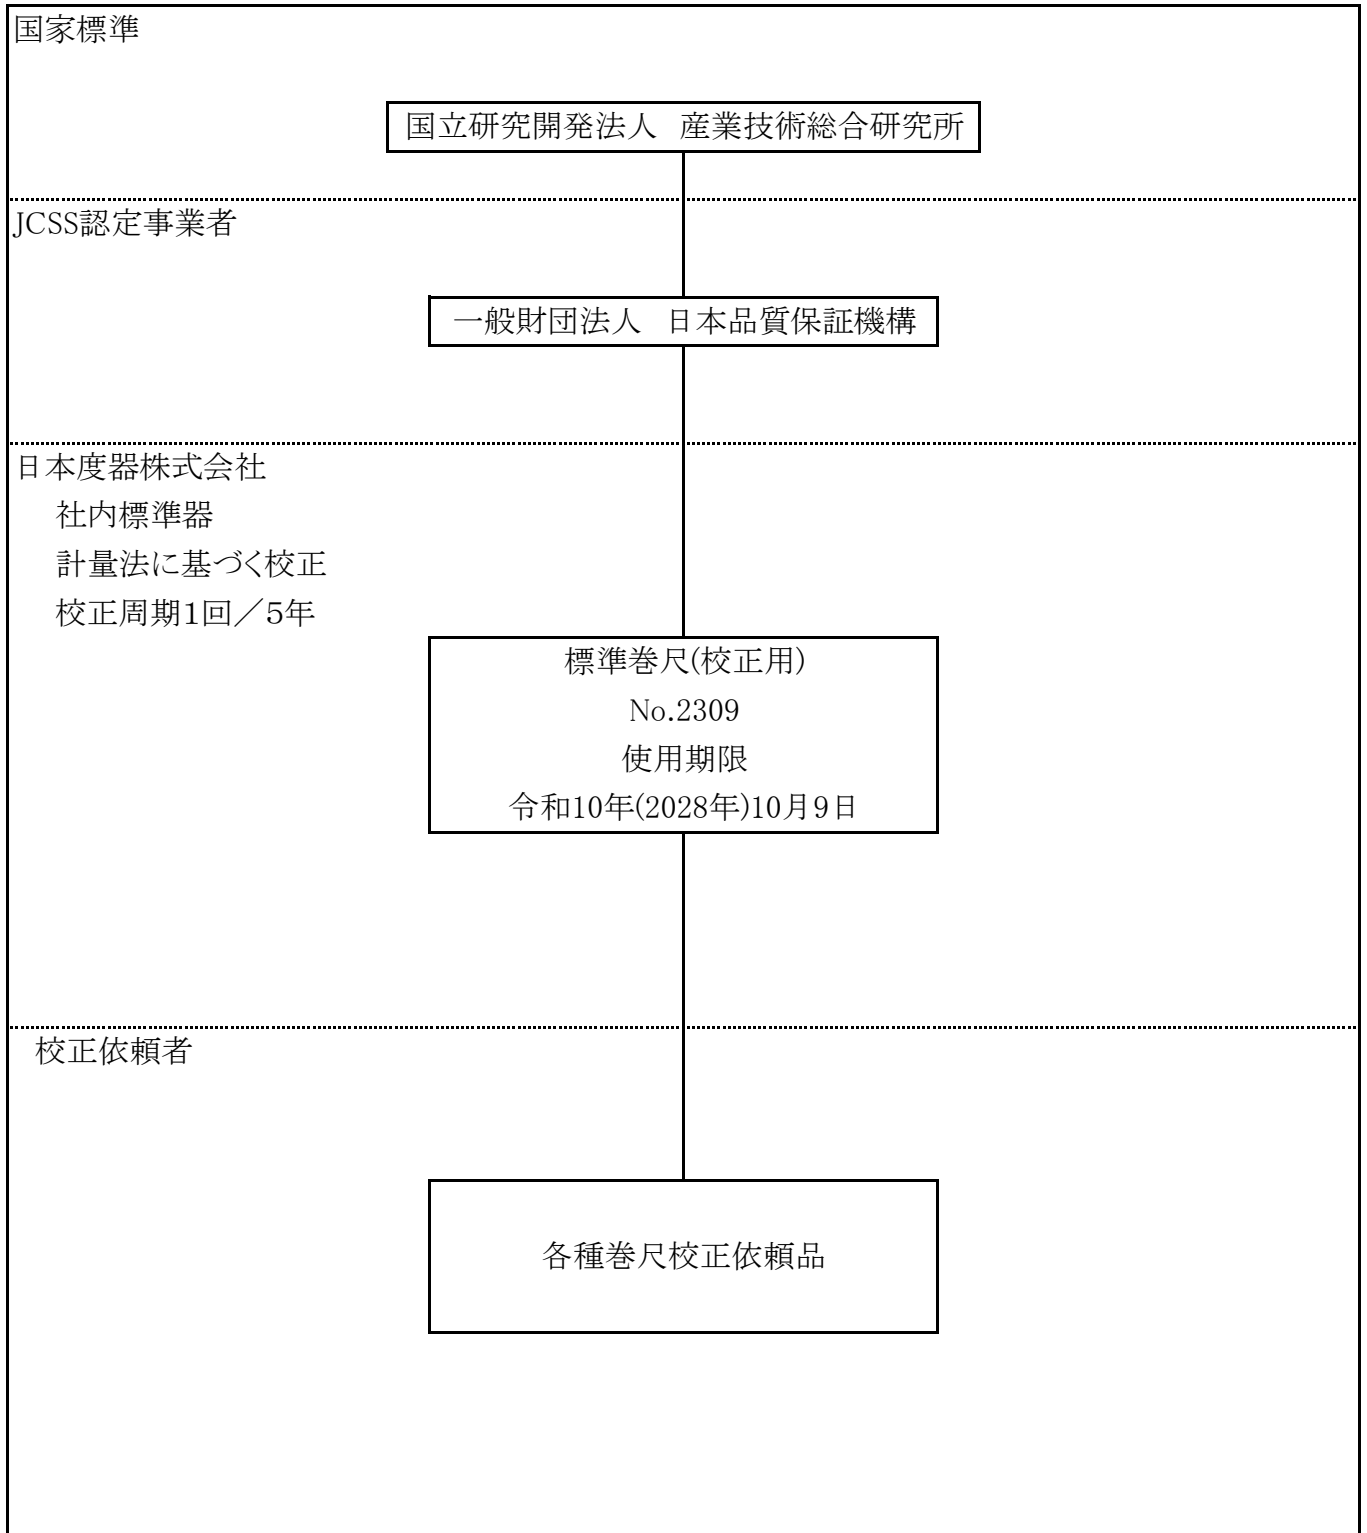 国家標準
国立研究開発法人　産業技術総合研究所
JCSS認定事業者
一般財団法人　日本品質保証機構
日本度器株式会社
社内標準器
計量法に基づく校正
校正周期1回／5年
標準巻尺(校正用)
No.2309
使用期限
令和10年(2028年)10月9日
校正依頼者
各種巻尺校正依頼品